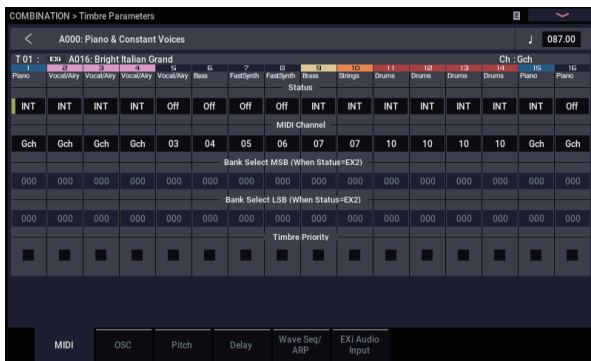 COMBINATION > Timbre Parameters E
A000: Piano & Constant Voices ♩ 087.00
T01 : EXi A016: Bright Italian Grand Ch : Gch
1 2 3 4 5 6 7 8 9 10 11 12 13 14 15 16
Piano Vocal/Airy Vocal/Airy Vocal/Airy Vocal/Airy Bass FastSynth FastSynth Brass Strings Drums Drums Drums Drums Piano Piano
Status
INT INT INT INT Off Off Off Off INT INT INT INT INT INT INT Off
MIDI Channel
Gch Gch Gch Gch 03 04 05 06 07 07 10 10 10 10 Gch Gch
Bank Select MSB (When Status=EX2)
000 000 000 000 000 000 000 000 000 000 000 000 000 000 000 000
Bank Select LSB (When Status=EX2)
000 000 000 000 000 000 000 000 000 000 000 000 000 000 000 000
Timbre Priority
MIDI OSC Pitch Delay Wave Seq/ EXi Audio
ARP Input